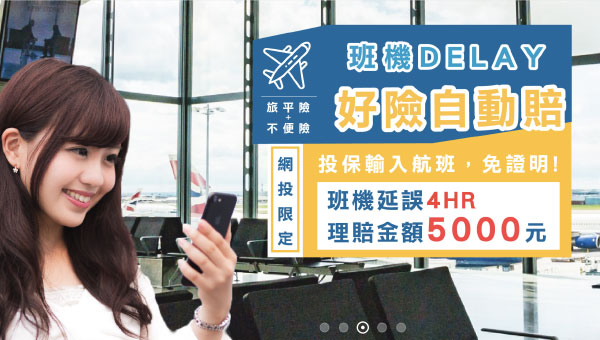 班機DELAY
旅平險
+
不便險
好險自動賠
網投限定
投保輸入航班，免證明!
班機延誤4HR
理賠金額5000元